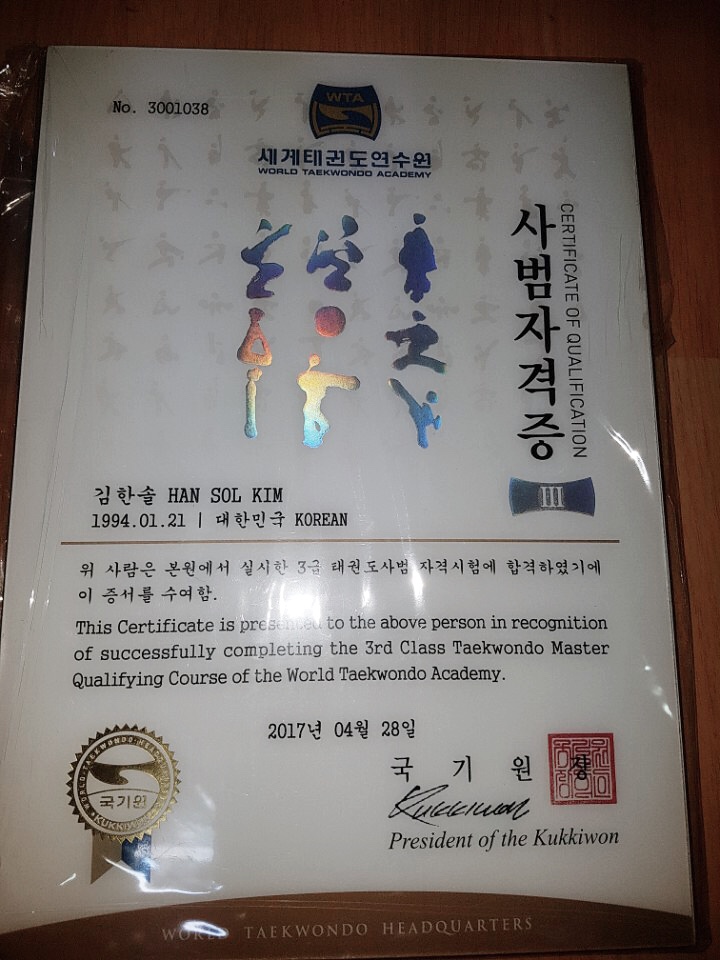 No. 3001038
WTA
세계태권도연수원
WORLD TAEKWONDO ACADEMY
사범자격증
CERTIFICATE OF QUALIFICATION
III
김한솔 HAN SOL KIM
1994.01.21 | 대한민국 KOREAN
위 사람은 본원에서 실시한 3급 태권도사범 자격시험에 합격하였기에
이 증서를 수여함.
This Certificate is presented to the above person in recognition
of successfully completing the 3rd Class Taekwondo Master
Qualifying Course of the World Taekwondo Academy.
2017년 04월 28일
국기원장
Kukkiwon
President of the Kukkiwon
WORLD TAEKWONDO HEADQUARTERS
국기원
KUKKIWON
WORLD TAEKWONDO HEADQUARTERS